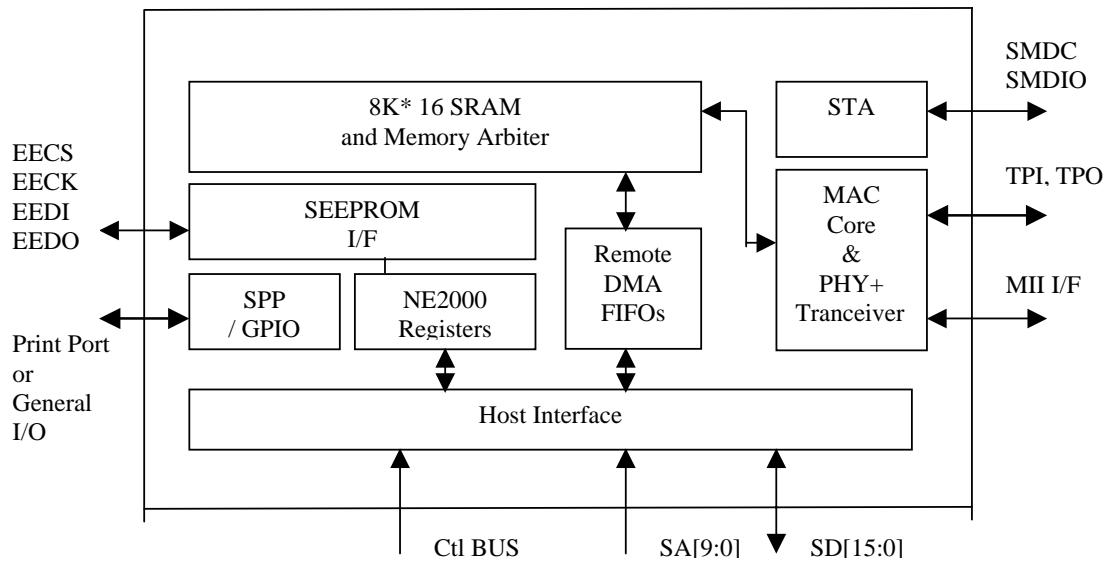 SMDC
SMDIO
8K* 16 SRAM
and Memory Arbiter
STA
EECS
EECK
EEDI
EEDO
TPI, TPO
SEEPROM
I/F
MAC
Core
&
PHY+
Tranceiver
Remote
DMA
FIFOs
SPP
/ GPIO
NE2000
Registers
MII I/F
Print Port
or
General
I/O
Host Interface
Ctl BUS
SA[9:0]
SD[15:0]